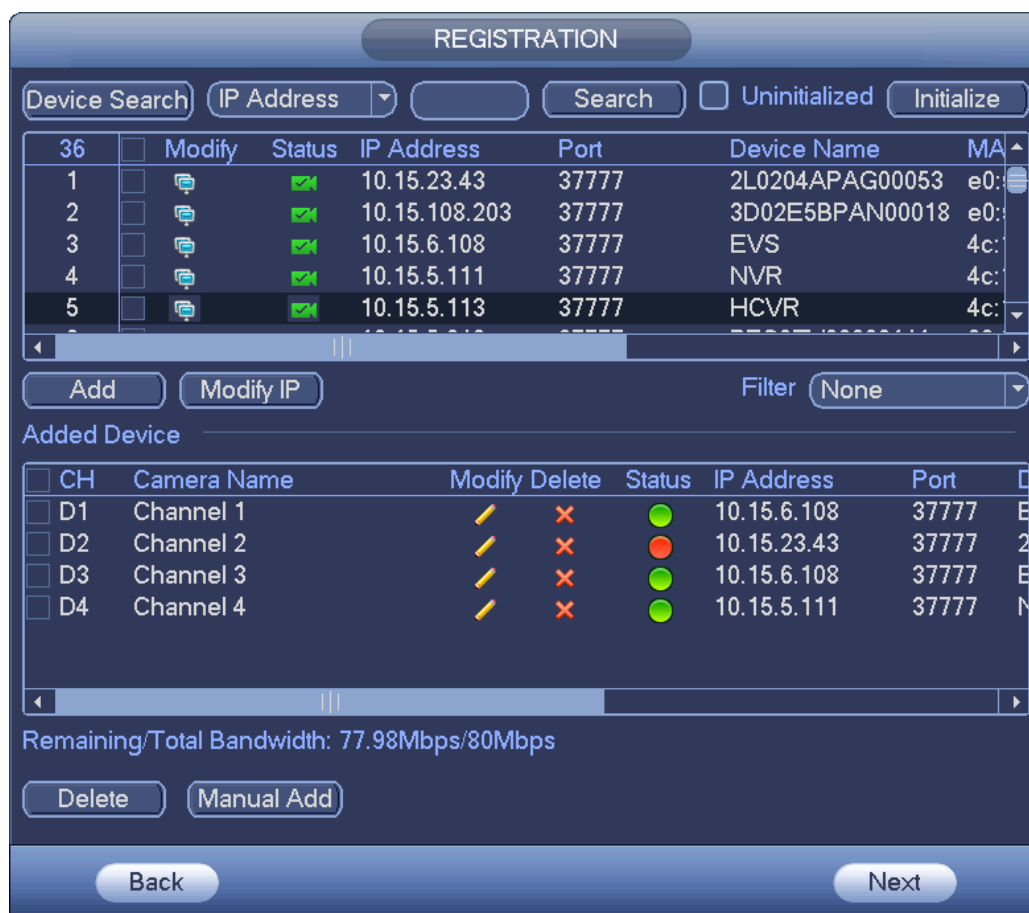 REGISTRATION
Device Search IP Address Search Uninitialized Initialize
36 Modify Status IP Address Port Device Name MA
1 10.15.23.43 37777 2L0204APAG00053 e0:
2 10.15.108.203 37777 3D02E5BPAN00018 e0:
3 10.15.6.108 37777 EVS 4c:
4 10.15.5.111 37777 NVR 4c:
5 10.15.5.113 37777 HCVR 4c:
Add Modify IP Filter None
Added Device
CH Camera Name Modify Delete Status IP Address Port
D1 Channel 1 10.15.6.108 37777 E
D2 Channel 2 10.15.23.43 37777 2
D3 Channel 3 10.15.6.108 37777 E
D4 Channel 4 10.15.5.111 37777 N
Remaining/Total Bandwidth: 77.98Mbps/80Mbps
Delete Manual Add
Back Next